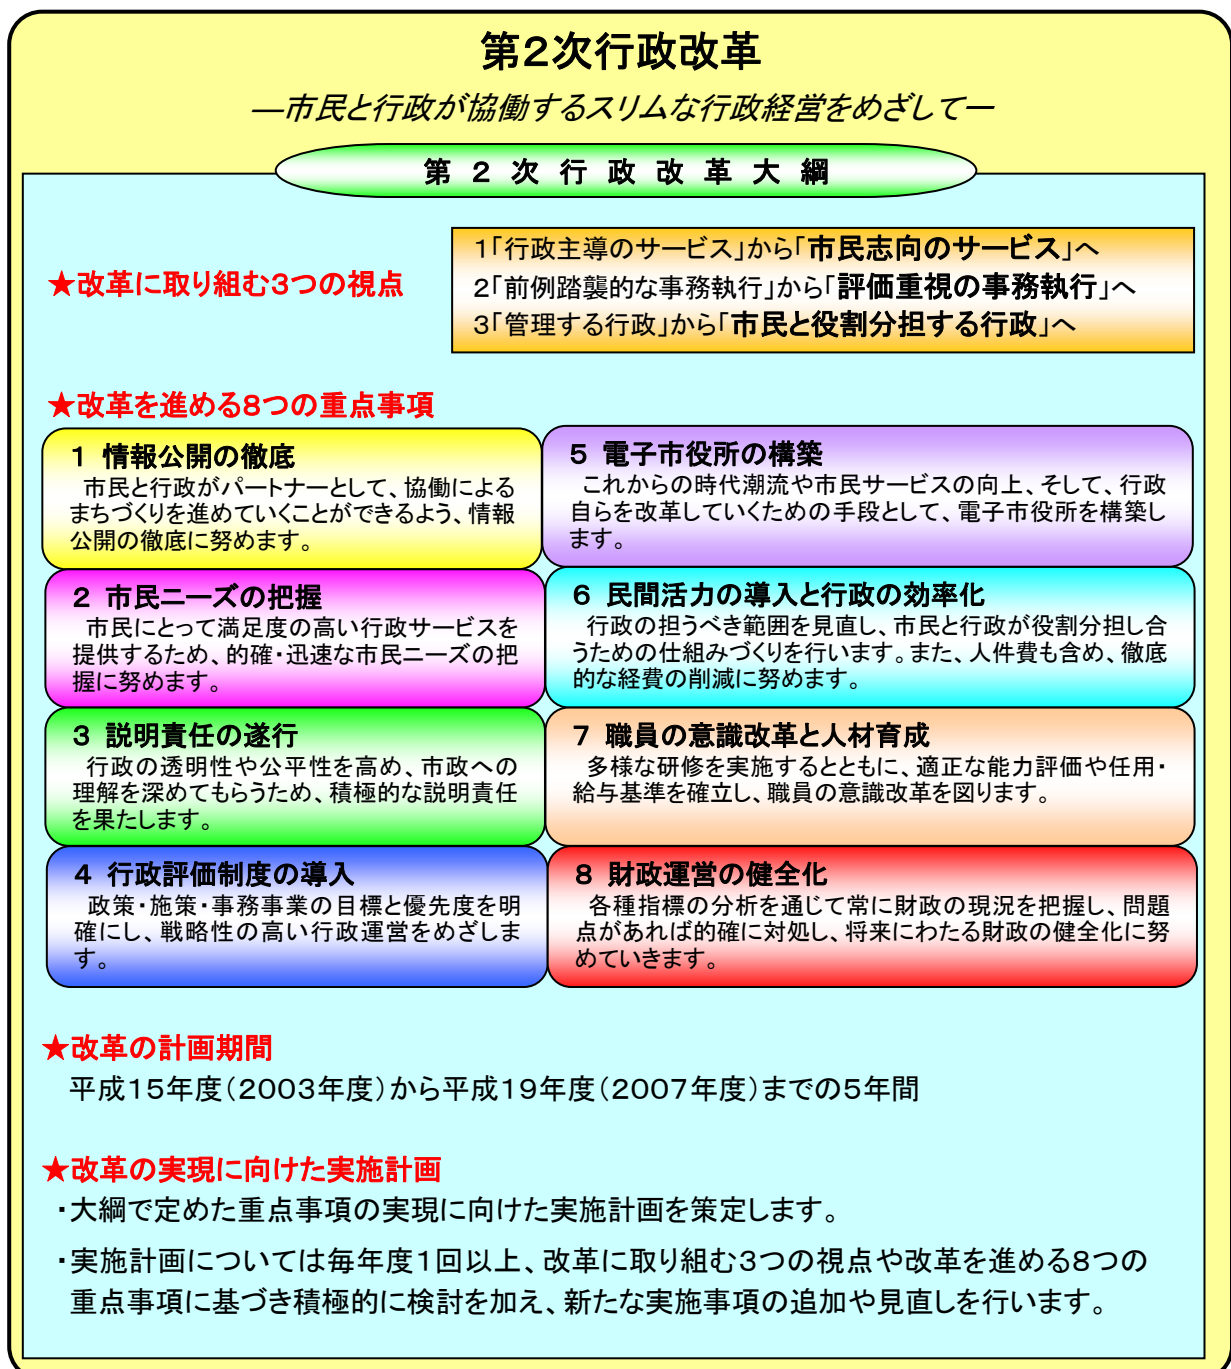 第2次行政改革
―市民と行政が協働するスリムな行政経営をめざしてー
第2次行政改革大綱
★改革に取り組む3つの視点
1「行政主導のサービス」から「市民志向のサービス」へ
2「前例踏襲的な事務執行」から「評価重視の事務執行」へ
3「管理する行政」から「市民と役割分担する行政」へ
★改革を進める8つの重点事項
1 情報公開の徹底
市民と行政がパートナーとして、協働による
まちづくりを進めていくことができるよう、情報
公開の徹底に努めます。
2 市民ニーズの把握
市民にとって満足度の高い行政サービスを
提供するため、的確・迅速な市民ニーズの把
握に努めます。
3 説明責任の遂行
行政の透明性や公平性を高め、市政への
理解を深めてもらうため、積極的な説明責任
を果たします。
4 行政評価制度の導入
政策・施策・事務事業の目標と優先度を明
確にし、戦略性の高い行政運営をめざしま
す。
5 電子市役所の構築
これからの時代潮流や市民サービスの向上、そして、行政
自らを改革していくための手段として、電子市役所を構築し
ます。
6 民間活力の導入と行政の効率化
行政の担うべき範囲を見直し、市民と行政が役割分担し合
うための仕組みづくりを行います。また、人件費も含め、徹底
的な経費の削減に努めます。
7 職員の意識改革と人材育成
多様な研修を実施するとともに、適正な能力評価や任用・
給与基準を確立し、職員の意識改革を図ります。
8 財政運営の健全化
各種指標の分析を通じて常に財政の現況を把握し、問題
点があれば的確に対処し、将来にわたる財政の健全化に努
めていきます。
★改革の計画期間
平成15年度(2003年度)から平成19年度(2007年度)までの5年間
★改革の実現に向けた実施計画
・大綱で定めた重点事項の実現に向けた実施計画を策定します。
・実施計画については毎年度1回以上、改革に取り組む3つの視点や改革を進める8つの
重点事項に基づき積極的に検討を加え、新たな実施事項の追加や見直しを行います。